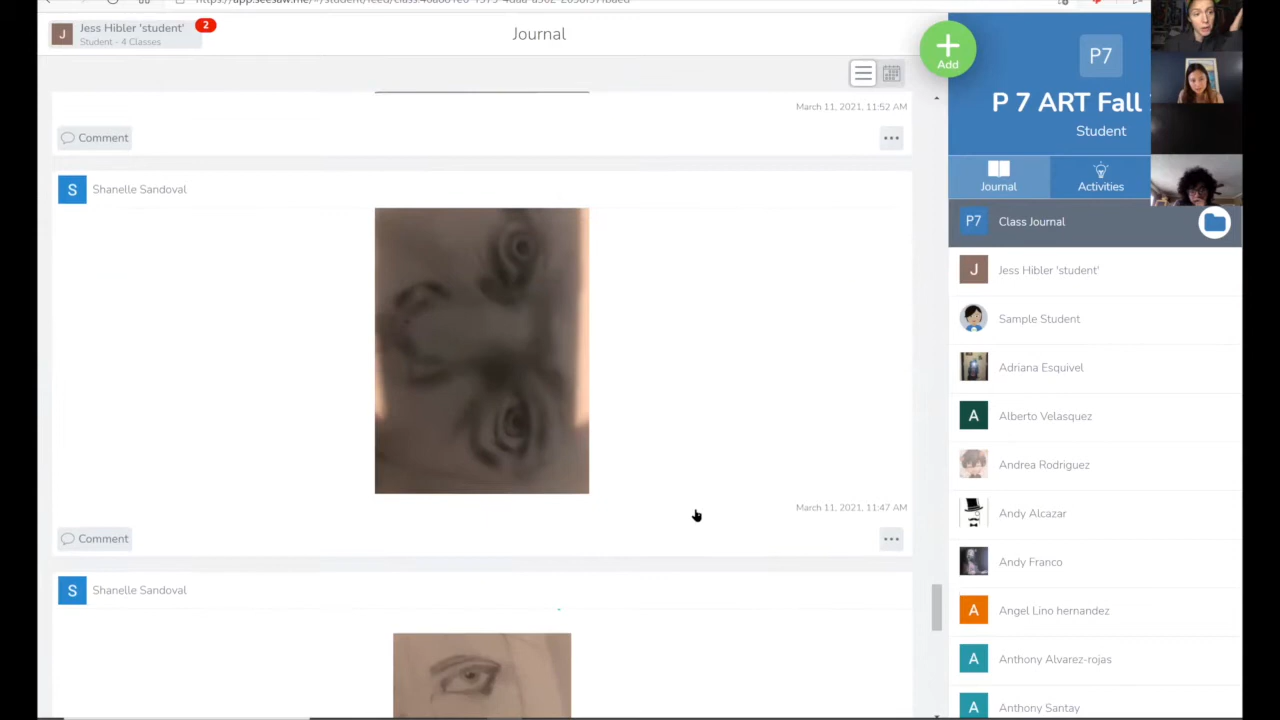 Jess Hibler 'student'
Student - 4 Classes
2
Journal
Add
P7
P 7 ART Fall
Student
Journal
Activities
March 11, 2021, 11:52 AM
Comment
S
Shanelle Sandoval
March 11, 2021, 11:47 AM
Comment
S
Shanelle Sandoval
P7
Class Journal
J
Jess Hibler 'student'
Sample Student
Adriana Esquivel
A
Alberto Velasquez
Andrea Rodriguez
Andy Alcazar
Andy Franco
A
Angel Lino hernandez
A
Anthony Alvarez-rojas
A
Anthony Santay